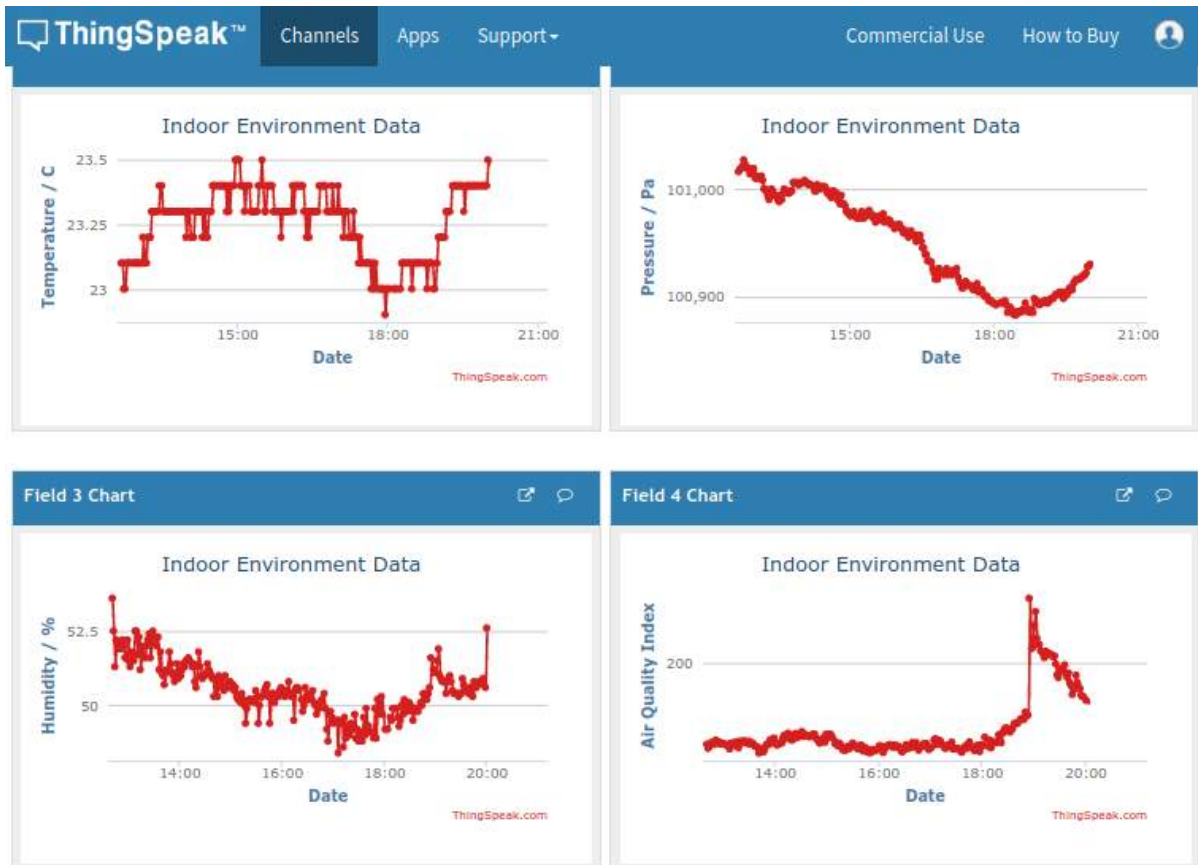 ThingSpeak™ Channels Apps Support Commercial Use How to Buy
Indoor Environment Data
Temperature / C
23.5
23.25
23
15:00 18:00 21:00
Date
ThingSpeak.com
Indoor Environment Data
Pressure / Pa
101,000
100,900
15:00 18:00 21:00
Date
ThingSpeak.com
Field 3 Chart
Indoor Environment Data
Humidity / %
52.5
50
14:00 16:00 18:00 20:00
Date
ThingSpeak.com
Field 4 Chart
Indoor Environment Data
Air Quality Index
200
14:00 16:00 18:00 20:00
Date
ThingSpeak.com